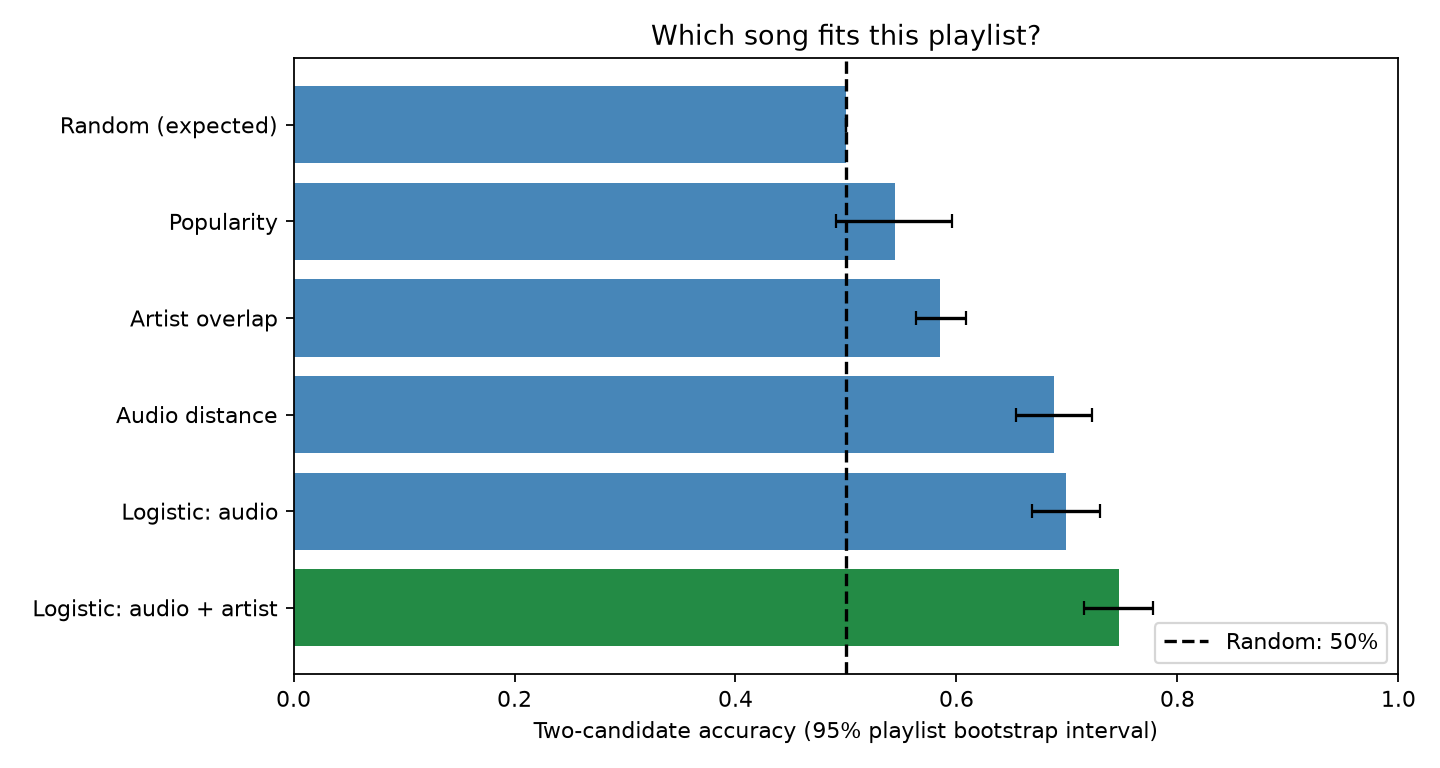 Which song fits this playlist?
Random (expected)
Popularity
Artist overlap
Audio distance
Logistic: audio
Logistic: audio + artist
Random: 50%
0.0 0.2 0.4 0.6 0.8 1.0
Two-candidate accuracy (95% playlist bootstrap interval)